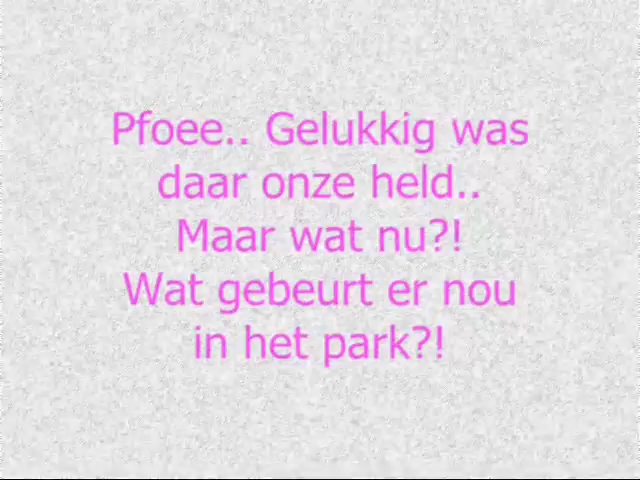 Pfoee.. Gelukkig was
daar onze held..
Maar wat nu?!
Wat gebeurt er nou
in het park?!